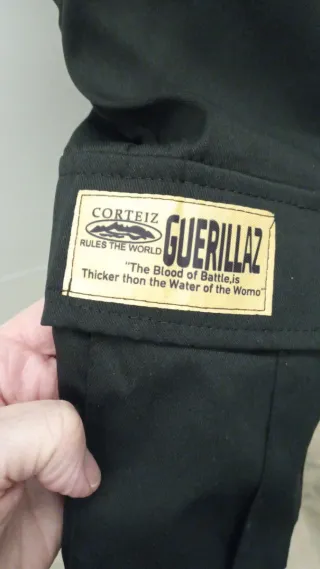 CORTEIZ
RULES THE WORLD
GUERILLAZ
"The Blood of Battle,is
Thicker thon the Water of the Womo"